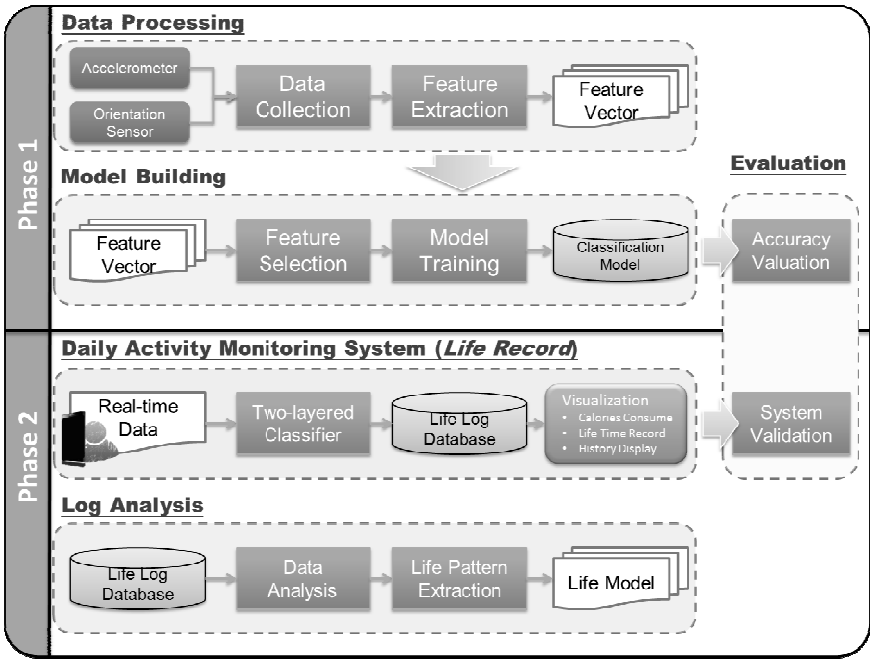 Data Processing
Accelerometer
Orientation
Sensor
Data
Collection
Feature
Extraction
Feature
Vector
Phase 1
Model Building
Feature
Vector
Feature
Selection
Model
Training
Classification
Model
Evaluation
Accuracy
Valuation
Phase 2
Daily Activity Monitoring System (Life Record)
Real-time
Data
Two-layered
Classifier
Life Log
Database
Visualization
• Calories Consume
• Life Time Record
• History Display
System
Validation
Log Analysis
Life Log
Database
Data
Analysis
Life Pattern
Extraction
Life Model